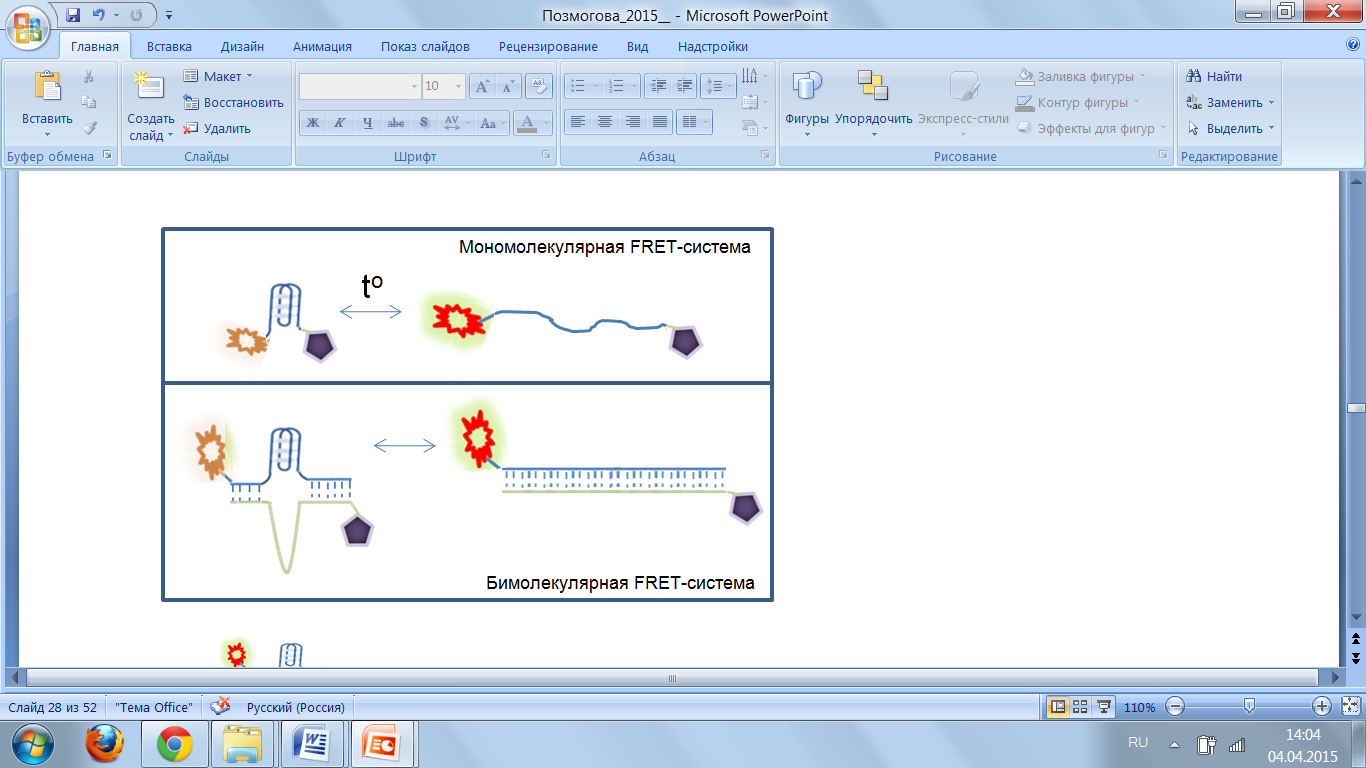 Позмогова_2015__ - Microsoft PowerPoint
Главная Вставка Дизайн Анимация Показ слайдов Рецензирование Вид Надстройки
Вставить
Буфер обмена
Создать слайд
Макет
Восстановить
Удалить
Слайды
10
Ж К Ч abc S AV Aa A
Шрифт
Абзац
Фигуры Упорядочить Экспресс-стили
Заливка фигуры
Контур фигуры
Эффекты для фигур
Рисование
Найти
Заменить
Выделить
Редактирование
Мономолекулярная FRET-система
tº
Бимолекулярная FRET-система
Слайд 28 из 52 "Тема Office" Русский (Россия) 110%
RU 14:04
04.04.2015